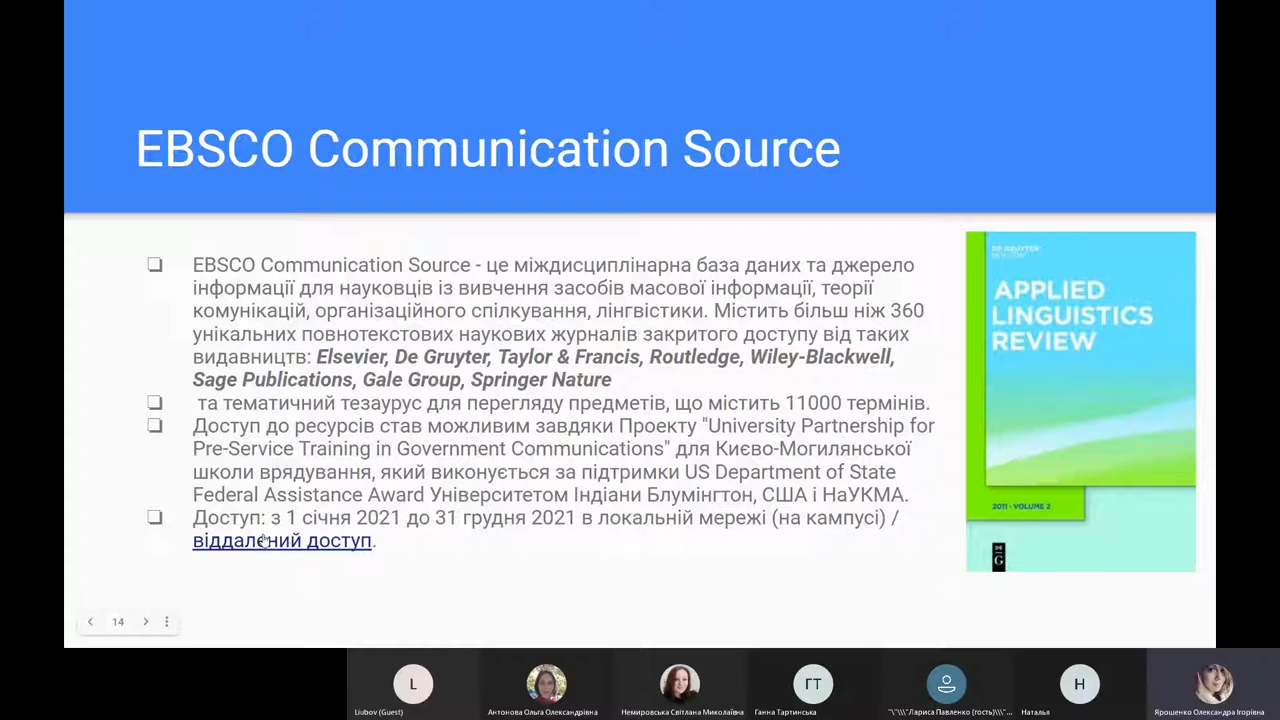 EBSCO Communication Source
EBSCO Communication Source - це міждисциплінарна база даних та джерело
інформації для науковців із вивчення засобів масової інформації, теорії
комунікацій, організаційного спілкування, лінгвістики. Містить більш ніж 360
унікальних повнотекстових наукових журналів закритого доступу від таких
видавництв: Elsevier, De Gruyter, Taylor & Francis, Routledge, Wiley-Blackwell,
Sage Publications, Gale Group, Springer Nature
та тематичний тезаурус для перегляду предметів, що містить 11000 термінів.
Доступ до ресурсів став можливим завдяки Проекту "University Partnership for
Pre-Service Training in Government Communications" для Києво-Могилянської
школи врядування, який виконується за підтримки US Department of State
Federal Assistance Award Університетом Індіани Блумінгтон, США і НаУКМА.
Доступ: з 1 січня 2021 до 31 грудня 2021 в локальній мережі (на кампусі) /
віддалений доступ.
DE GRUYTER
MOUTON
APPLIED
LINGUISTICS
REVIEW
2011 · VOLUME 2
DE
G
14
L
ГТ
Н
Liubov (Guest)
Антонова Ольга Олександрівна
Немировська Світлана Миколаївна
Ганна Тартинська
"\"\\\"Лариса Павленко (гость)\\\"...
Наталья
Ярошенко Олександра Ігорівна